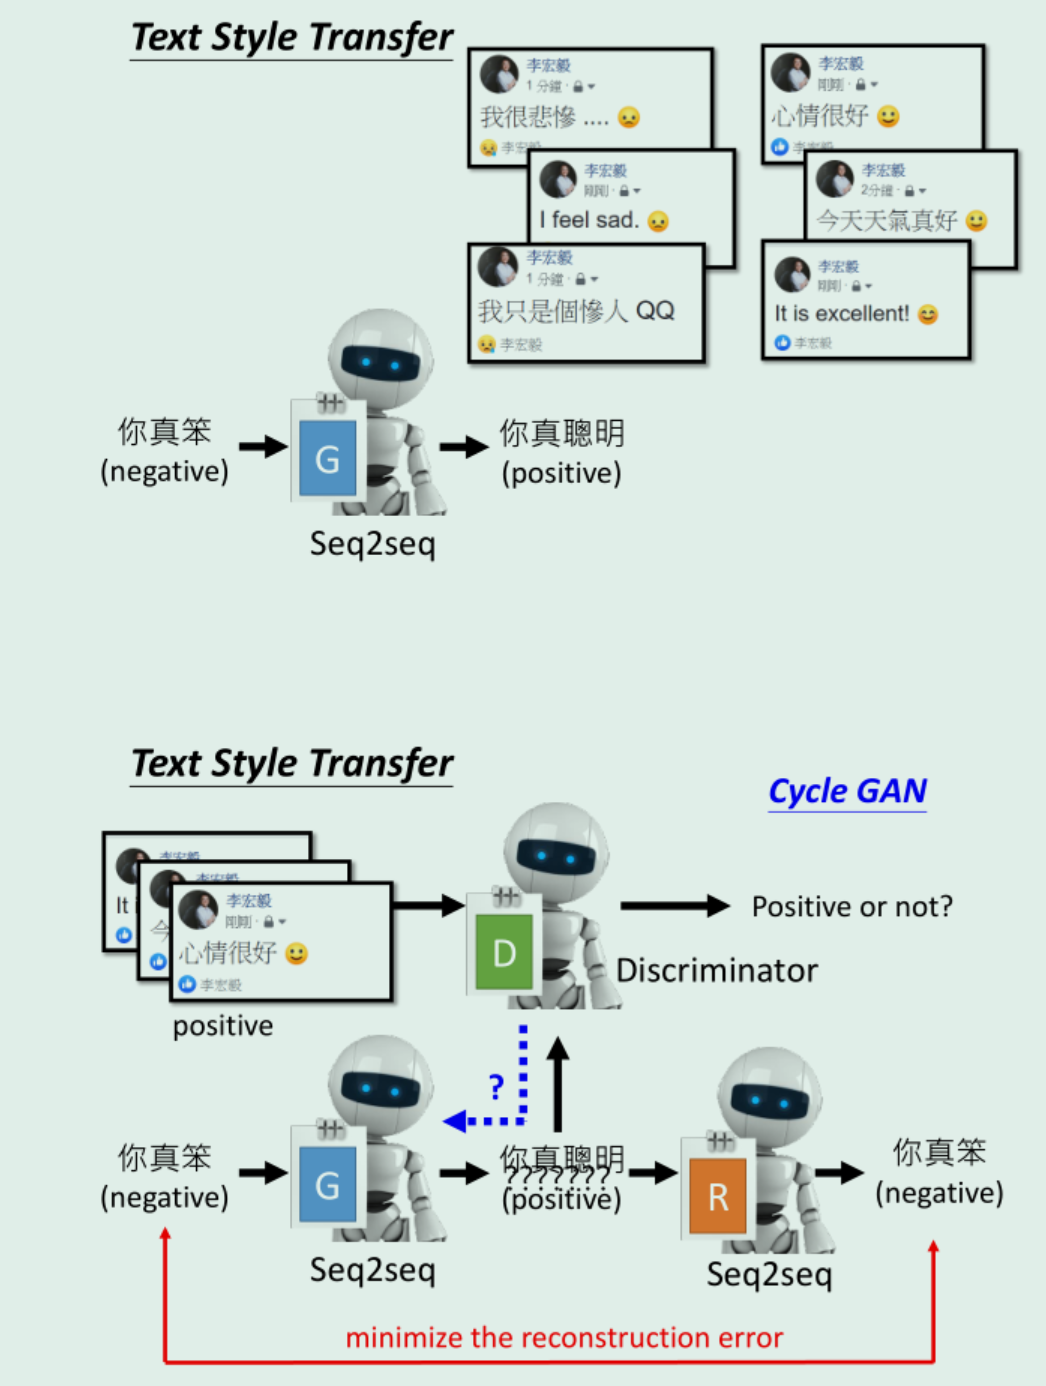 Text Style Transfer
李宏毅
1 分鐘
我很悲慘 ....
李宏毅
李宏毅
剛剛
I feel sad.
李宏毅
1 分鐘
我只是個慘人 QQ
李宏毅
李宏毅
剛剛
心情很好
李宏毅
李宏毅
2分鐘
今天天氣真好
李宏毅
剛剛
It is excellent!
李宏毅
你真笨
(negative)
G
Seq2seq
你真聰明
(positive)
Text Style Transfer
Cycle GAN
李宏毅
It i
李宏毅
今
李宏毅
剛剛
心情很好
李宏毅
positive
D
Discriminator
Positive or not?
?
你真笨
(negative)
G
Seq2seq
你真聰明
???????
(positive)
R
Seq2seq
你真笨
(negative)
minimize the reconstruction error